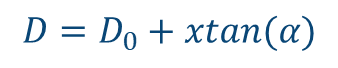 D = D₀ + xtan(α)